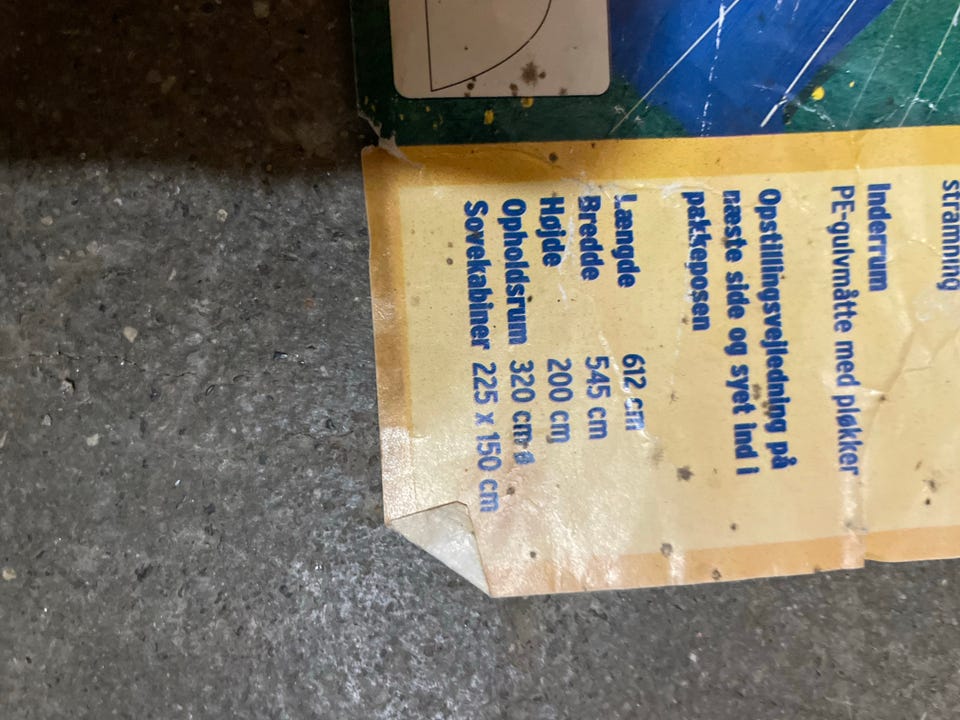 stramning
Inderrum
PE-gulvmåtte med pløkker
Opstillingsvejledning på
næste side og syet ind i
pakkeposen
Længde 612 cm
Bredde 545 cm
Højde 200 cm
Opholdsrum 320 cm ø
Sovekabiner 225 x 150 cm